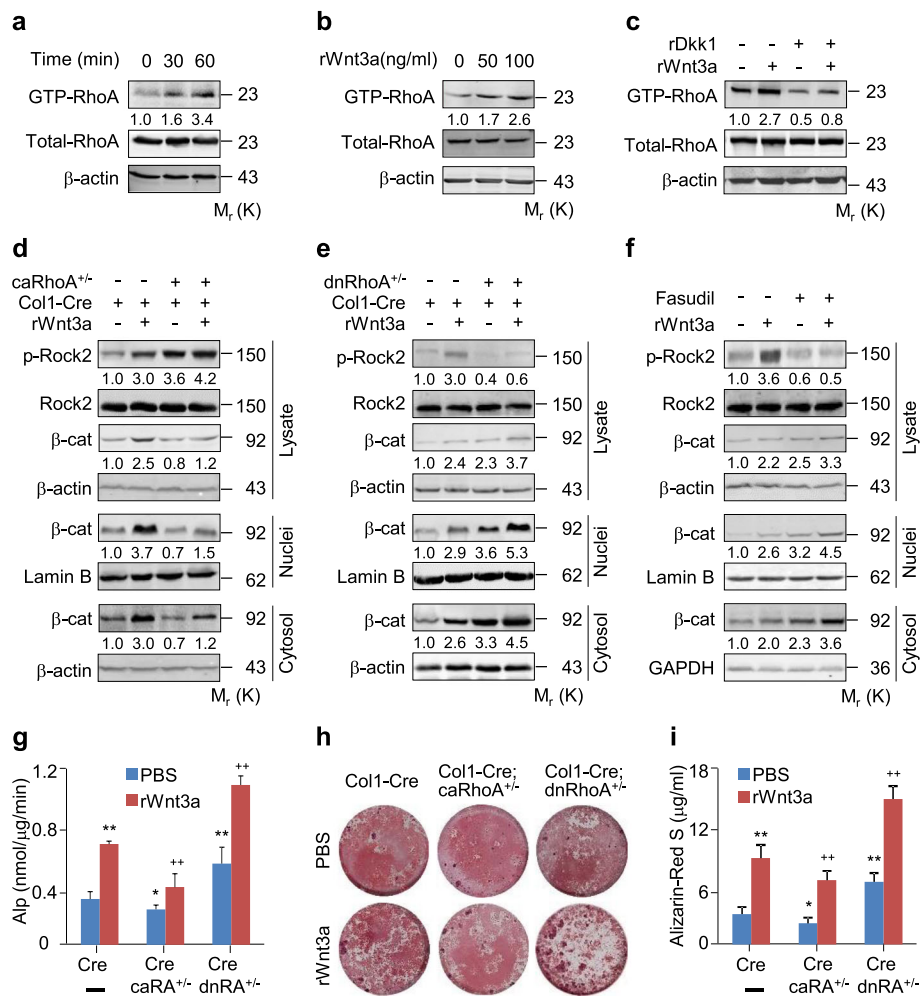 a
Time (min) 0 30 60
GTP-RhoA 23
1.0 1.6 3.4
Total-RhoA 23
β-actin 43
Mr (K)
b
rWnt3a(ng/ml) 0 50 100
GTP-RhoA 23
1.0 1.7 2.6
Total-RhoA 23
β-actin 43
Mr (K)
c
rDkk1 - - + +
rWnt3a - + - +
GTP-RhoA 23
1.0 2.7 0.5 0.8
Total-RhoA 23
β-actin 43
Mr (K)
d
caRhoA+/- - - + +
Col1-Cre + + + +
rWnt3a - + - +
p-Rock2 150
1.0 3.0 3.6 4.2
Rock2 150
β-cat 92
1.0 2.5 0.8 1.2
β-actin 43
Lysate
β-cat 92
1.0 3.7 0.7 1.5
Lamin B 62
Nuclei
β-cat 92
1.0 3.0 0.7 1.2
β-actin 43
Cytosol
Mr (K)
e
dnRhoA+/- - - + +
Col1-Cre + + + +
rWnt3a - + - +
p-Rock2 150
1.0 3.0 0.4 0.6
Rock2 150
β-cat 92
1.0 2.4 2.3 3.7
β-actin 43
Lysate
β-cat 92
1.0 2.9 3.6 5.3
Lamin B 62
Nuclei
β-cat 92
1.0 2.6 3.3 4.5
β-actin 43
Cytosol
Mr (K)
f
Fasudil - - + +
rWnt3a - + - +
p-Rock2 150
1.0 3.6 0.6 0.5
Rock2 150
β-cat 92
1.0 2.2 2.5 3.3
β-actin 43
Lysate
β-cat 92
1.0 2.6 3.2 4.5
Lamin B 62
Nuclei
β-cat 92
1.0 2.0 2.3 3.6
GAPDH 36
Cytosol
Mr (K)
g
Alp (nmol/μg/min)
1.2
0.8
0.4
0
PBS
rWnt3a
**
*
++
**
++
Cre Cre Cre
– caRA+/- dnRA+/-
h
Col1-Cre
Col1-Cre;
caRhoA+/-
Col1-Cre;
dnRhoA+/-
PBS
rWnt3a
i
Alizarin-Red S (μg/ml)
18
12
6
0
PBS
rWnt3a
**
*
++
**
++
Cre Cre Cre
– caRA+/- dnRA+/-